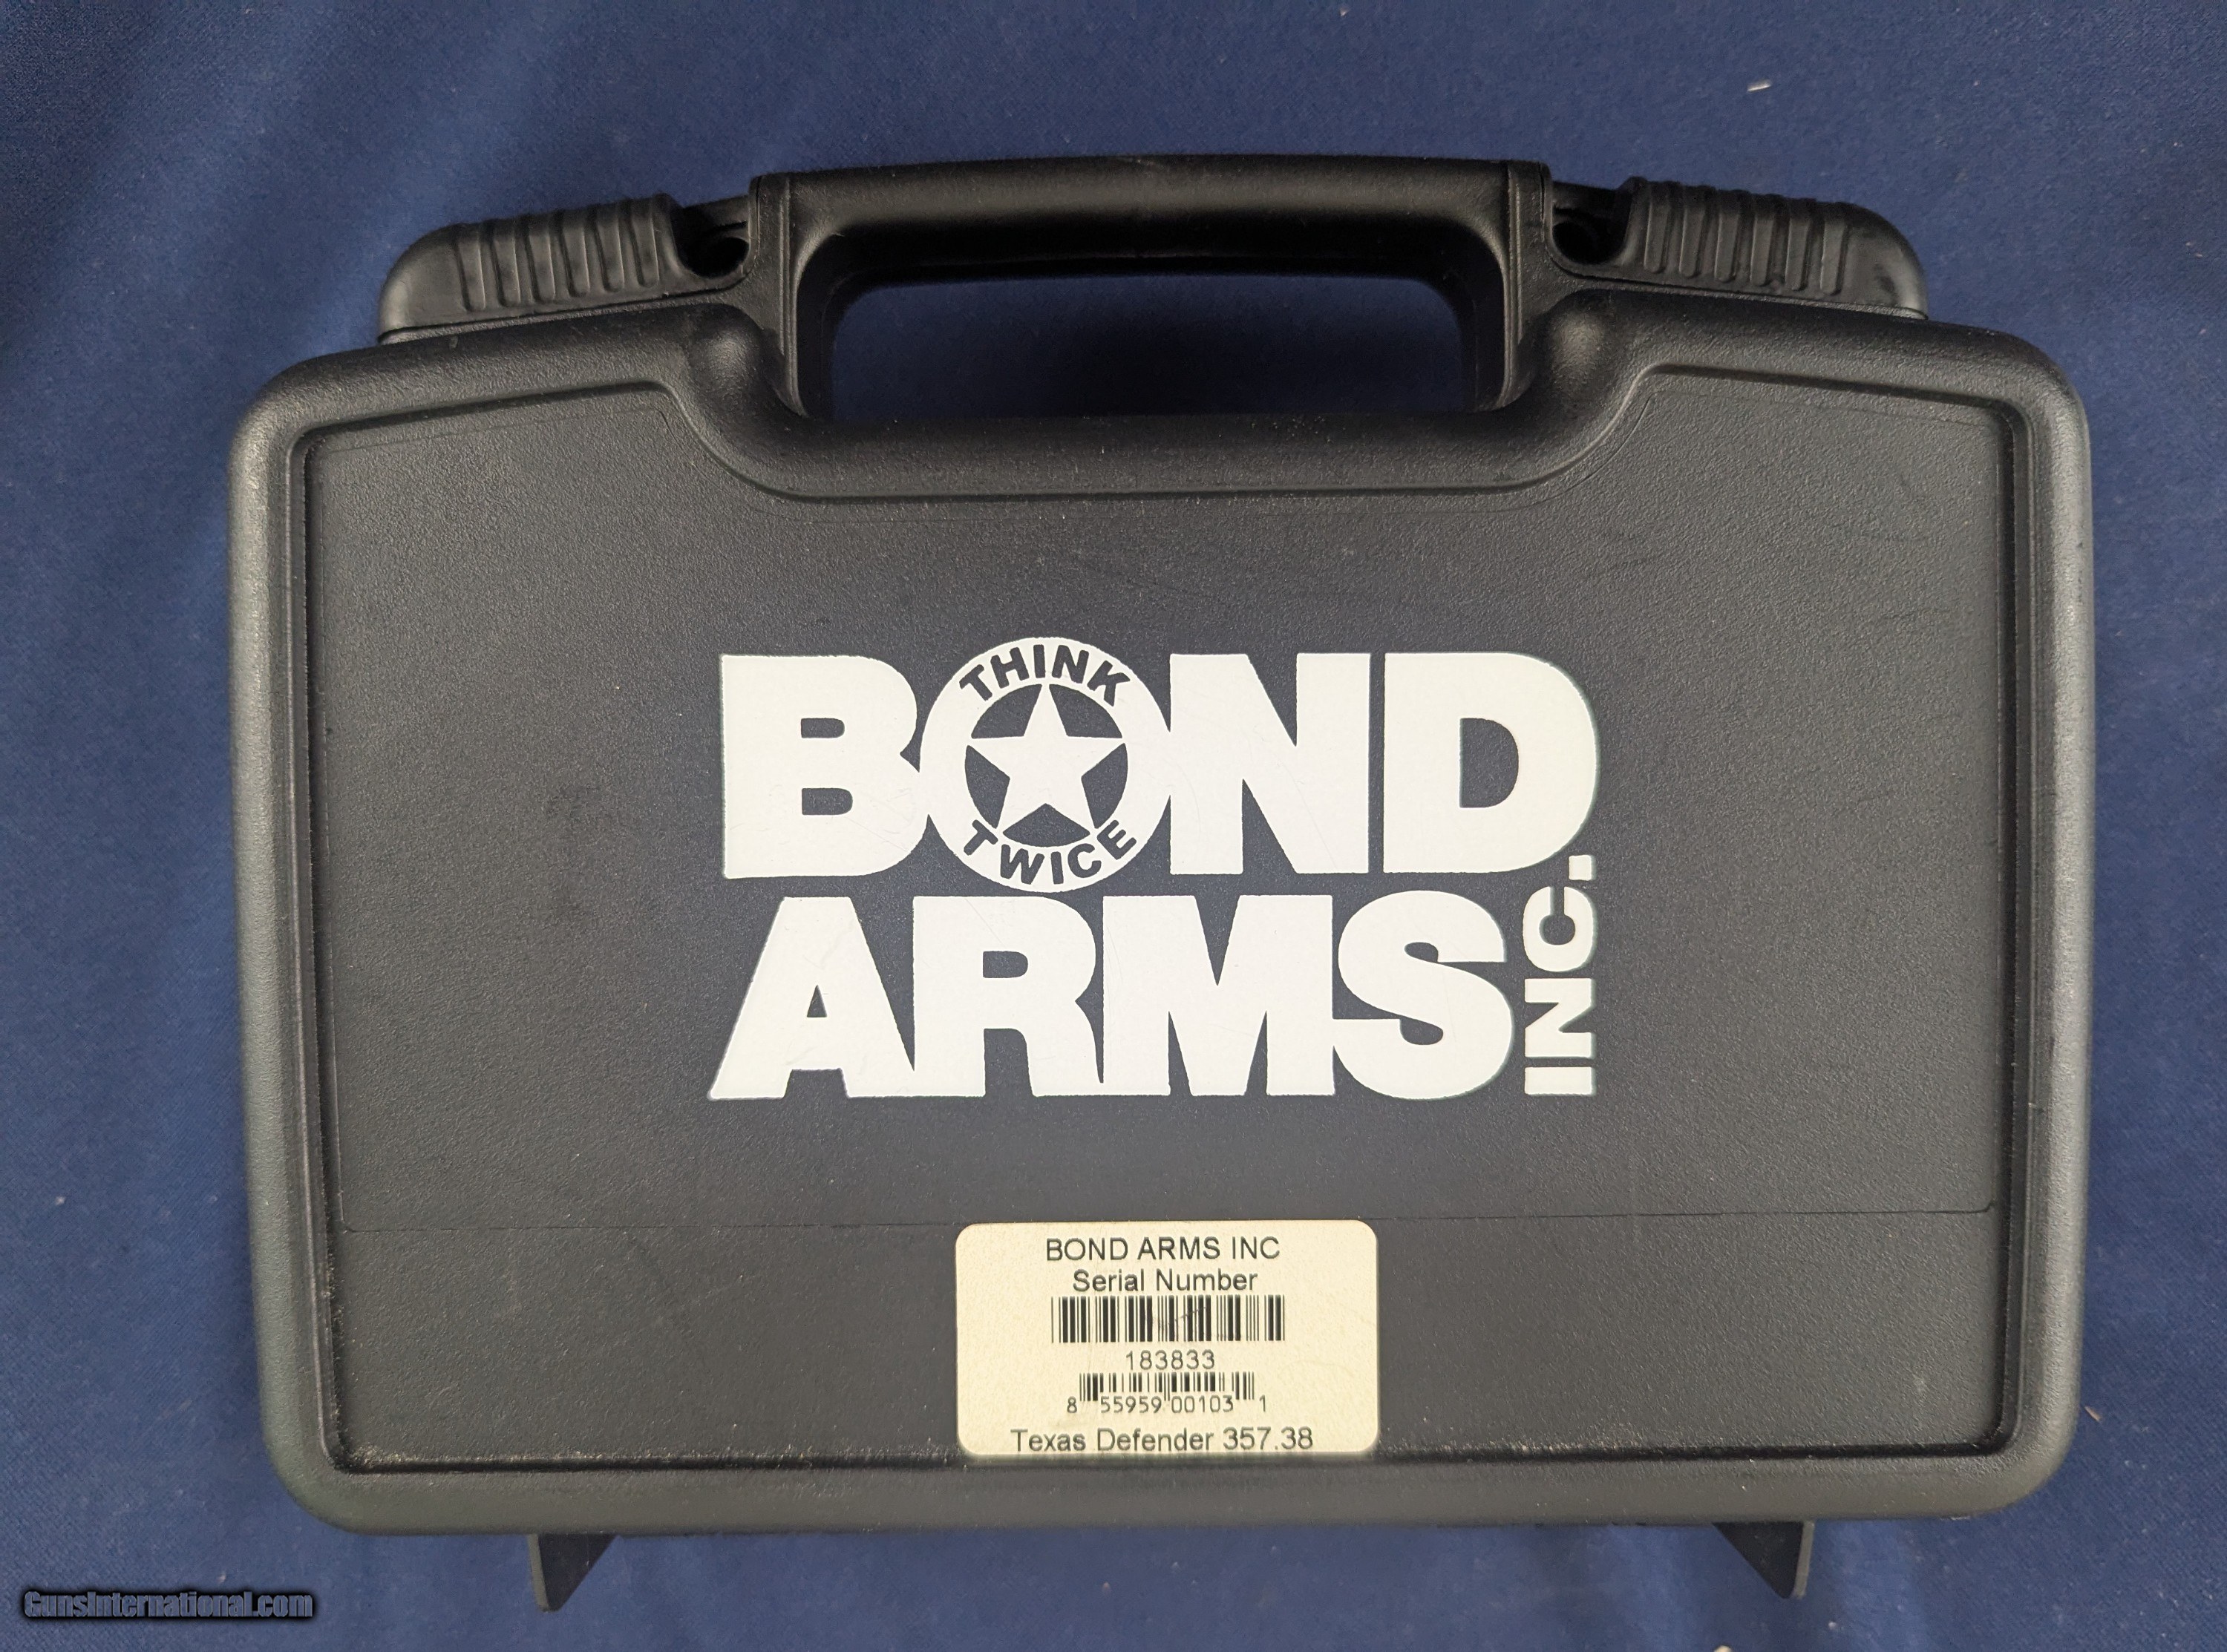 BOND
THINK
TWICE
ARMS
INC.
BOND ARMS INC
Serial Number
183833
8 55959 00103 1
Texas Defender 357.38
GunsInternational.com